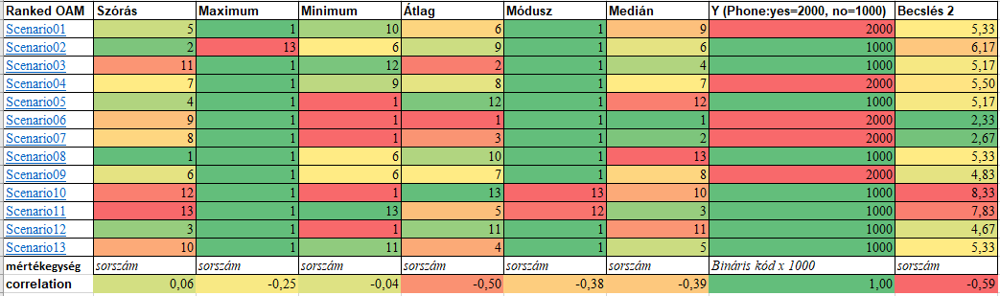 Ranked OAM Szórás Maximum Minimum Átlag Módusz Medián Y (Phone:yes=2000, no=1000) Becslés 2
Scenario01 5 1 10 6 1 9 2000 5,33
Scenario02 2 13 6 9 1 6 1000 6,17
Scenario03 11 1 12 2 1 4 1000 5,17
Scenario04 7 1 9 8 1 7 2000 5,50
Scenario05 4 1 1 12 1 12 1000 5,17
Scenario06 9 1 1 1 1 1 2000 2,33
Scenario07 8 1 1 3 1 2 2000 2,67
Scenario08 1 1 6 10 1 13 1000 5,33
Scenario09 6 1 6 7 1 8 2000 4,83
Scenario10 12 1 1 13 13 10 1000 8,33
Scenario11 13 1 13 5 12 3 1000 7,83
Scenario12 3 1 1 11 1 11 1000 4,67
Scenario13 10 1 11 4 1 5 1000 5,33
mértékegység sorszám sorszám sorszám sorszám sorszám sorszám Bináris kód x 1000 sorszám
correlation 0,06 -0,25 -0,04 -0,50 -0,38 -0,39 1,00 -0,59